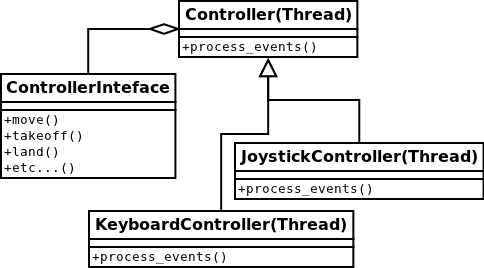 Controller(Thread)
+process_events()
ControllerInteface
+move()
+takeoff()
+land()
+etc...()
JoystickController(Thread)
+process_events()
KeyboardController(Thread)
+process_events()